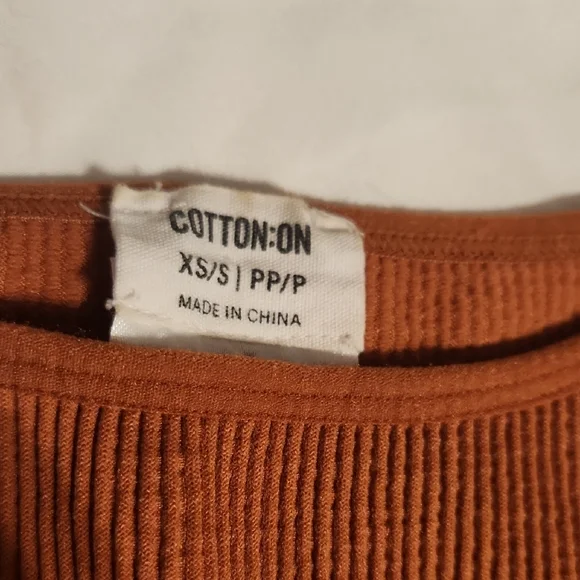 COTTON:ON
XS/S | PP/P
MADE IN CHINA